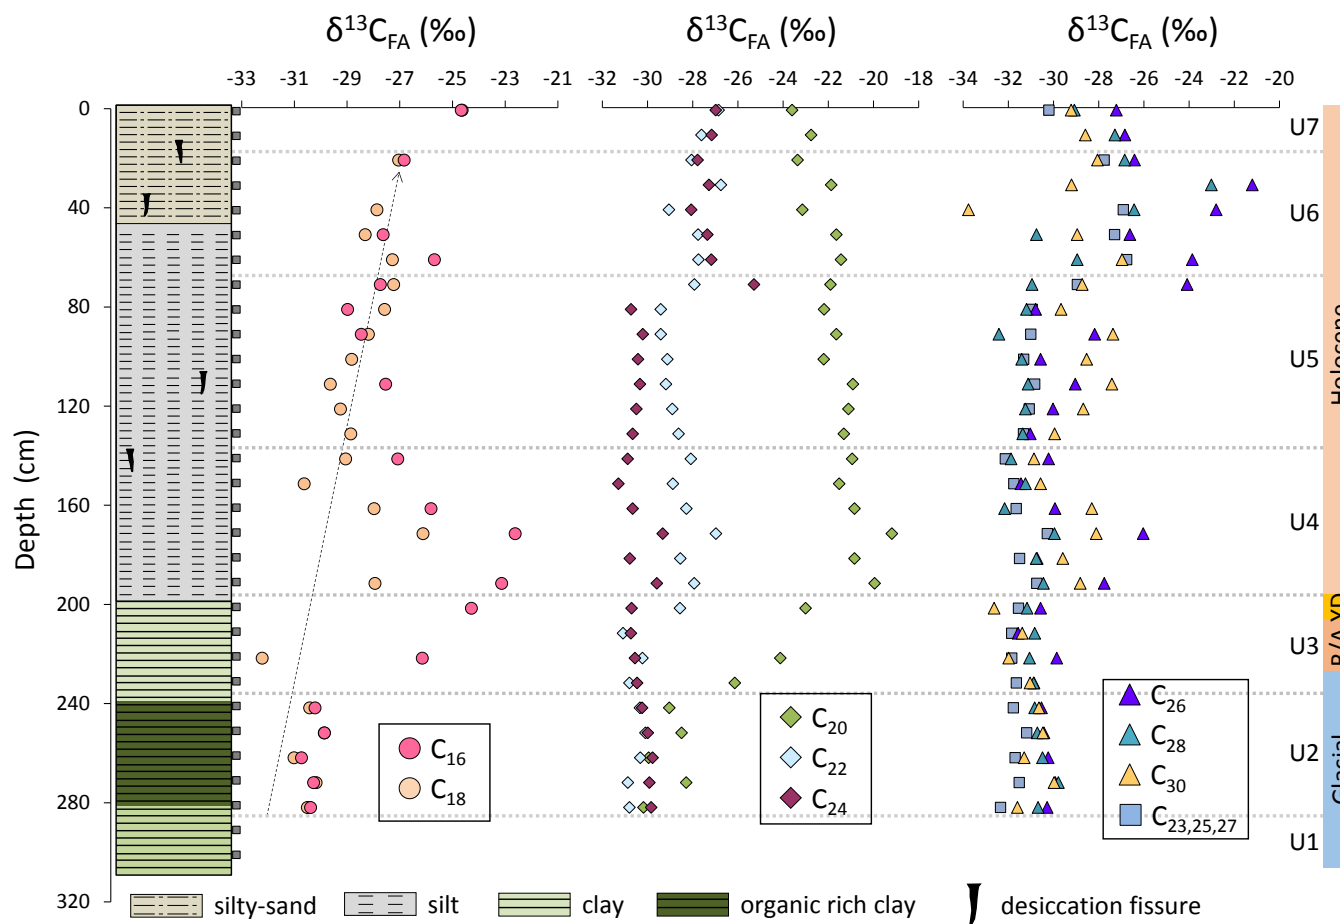 δ13CFA (‰) δ13CFA (‰) δ13CFA (‰)
-33 -31 -29 -27 -25 -23 -21 -32 -30 -28 -26 -24 -22 -20 -18 -34 -32 -30 -28 -26 -24 -22 -20
0
40
80
120
160
200
240
280
320
Depth (cm)
U7
U6
U5
U4
U3
U2
U1
Holocene
YD
B/A
Glacial
C16
C18
C20
C22
C24
C26
C28
C30
C23,25,27
silty-sand silt clay organic rich clay desiccation fissure